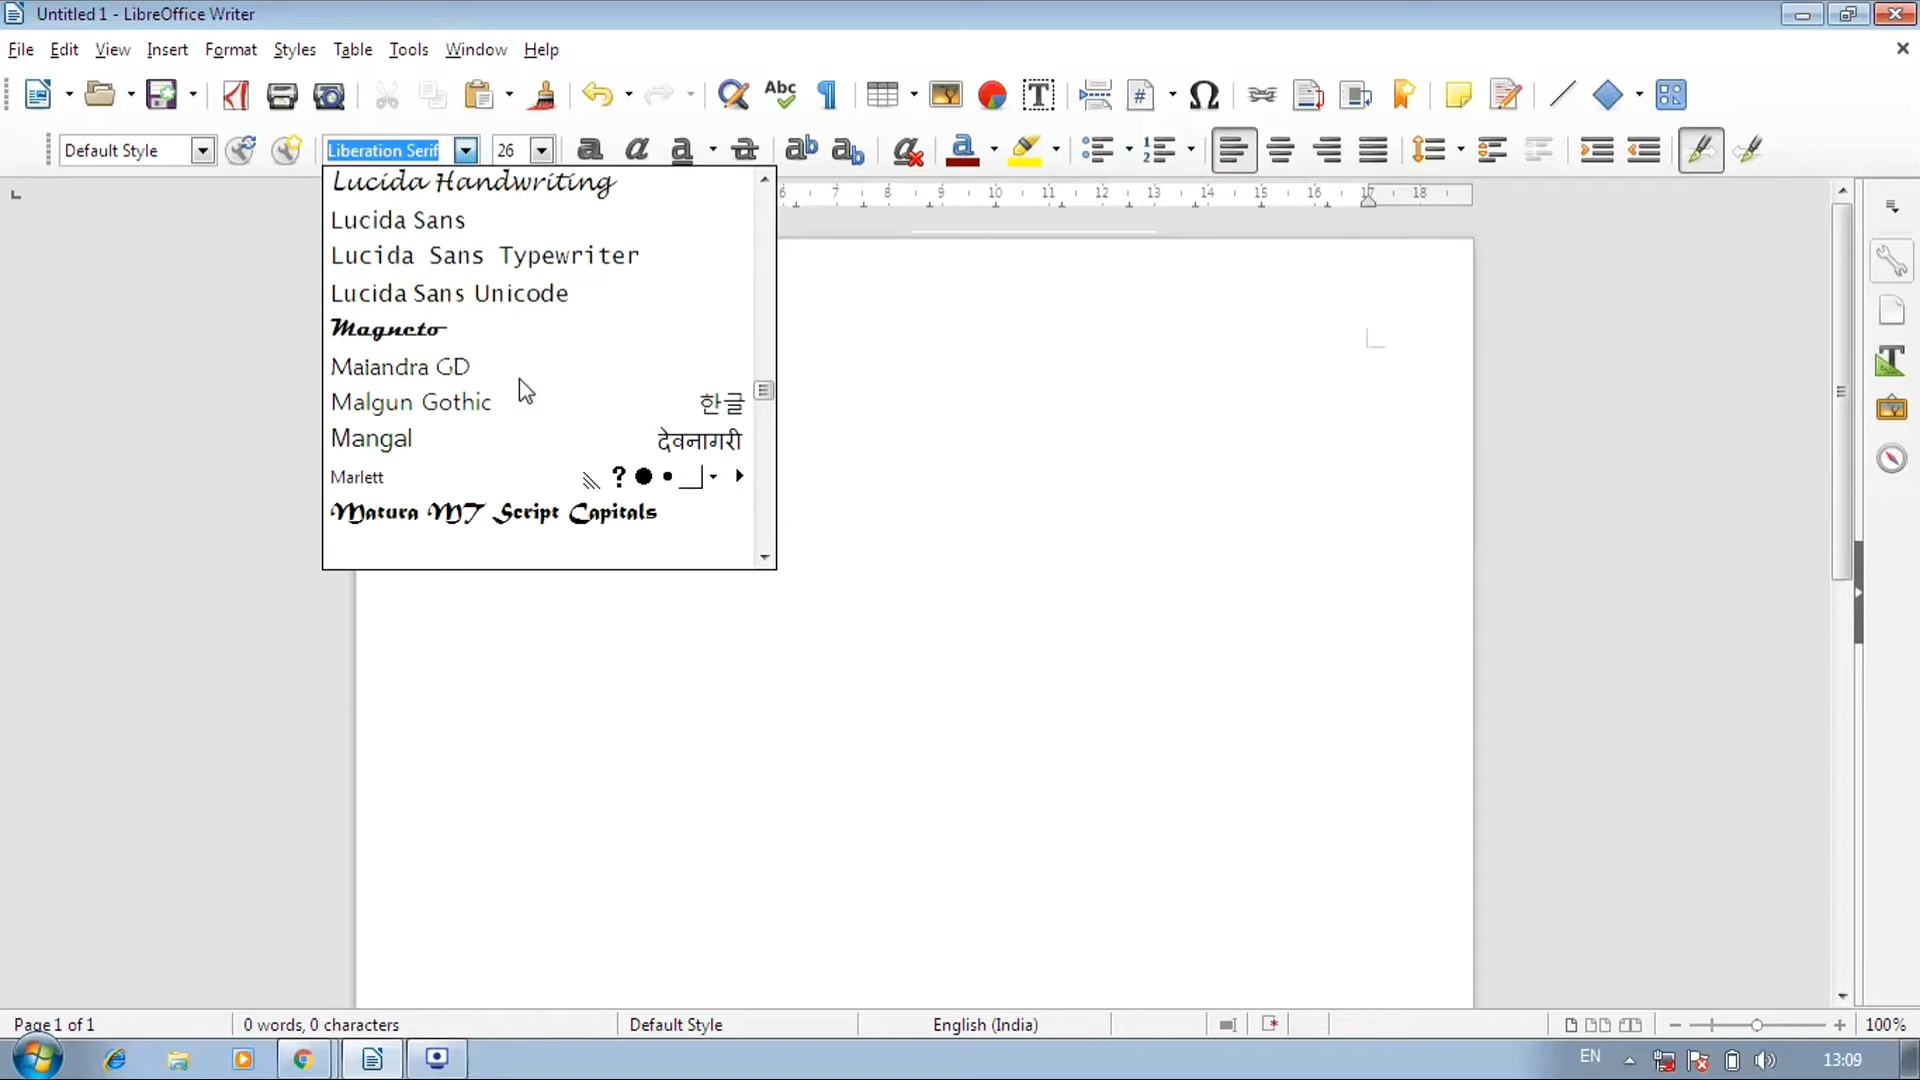 Untitled 1 - LibreOffice Writer
File Edit View Insert Format Styles Table Tools Window Help
Default Style Liberation Serif 26
Lucida Handwriting
Lucida Sans
Lucida Sans Typewriter
Lucida Sans Unicode
Magneto
Maiandra GD
Malgun Gothic 한글
Mangal देवनागरी
Marlett
Matura MT Script Capitals
6 7 8 9 10 11 12 13 14 15 16 17 18
Page 1 of 1 0 words, 0 characters Default Style English (India) 100%
EN 13:09